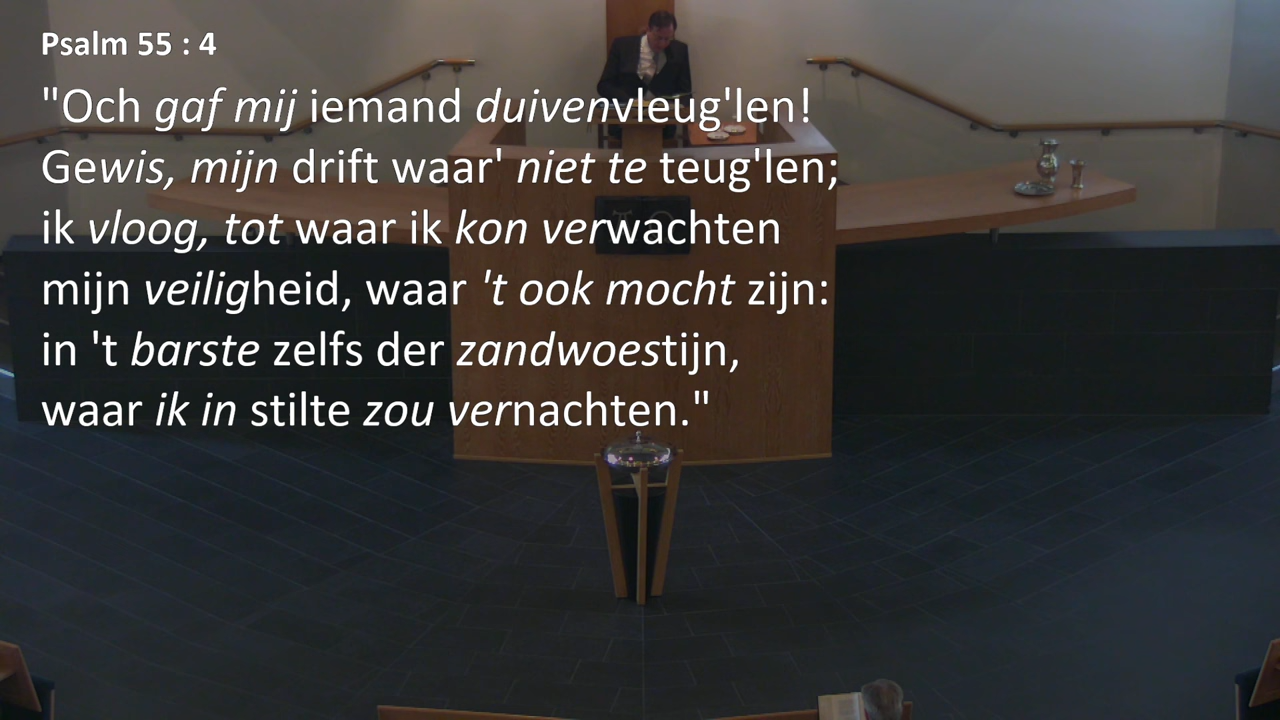 Psalm 55 : 4
"Och gaf mij iemand duivenvleug'len!
Gewis, mijn drift waar' niet te teug'len;
ik vloog, tot waar ik kon verwachten
mijn veiligheid, waar 't ook mocht zijn:
in 't barste zelfs der zandwoestijn,
waar ik in stilte zou vernachten."